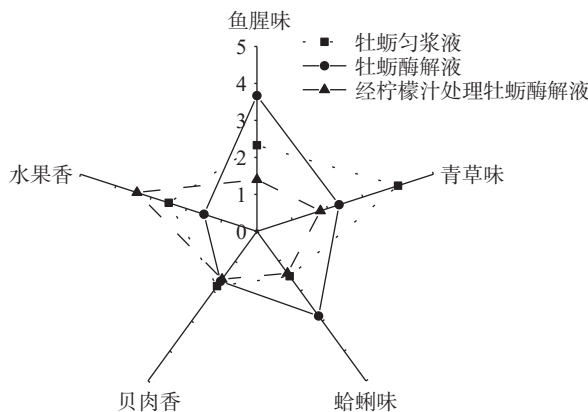 鱼腥味
5
牡蛎匀浆液
4
牡蛎酶解液
经柠檬汁处理牡蛎酶解液
3
水果香
2
青草味
1
0
贝肉香
蛤蜊味